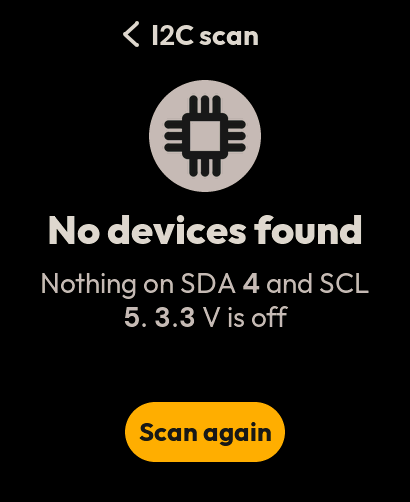 I2C scan
No devices found
Nothing on SDA 4 and SCL
5. 3.3 V is off
Scan again